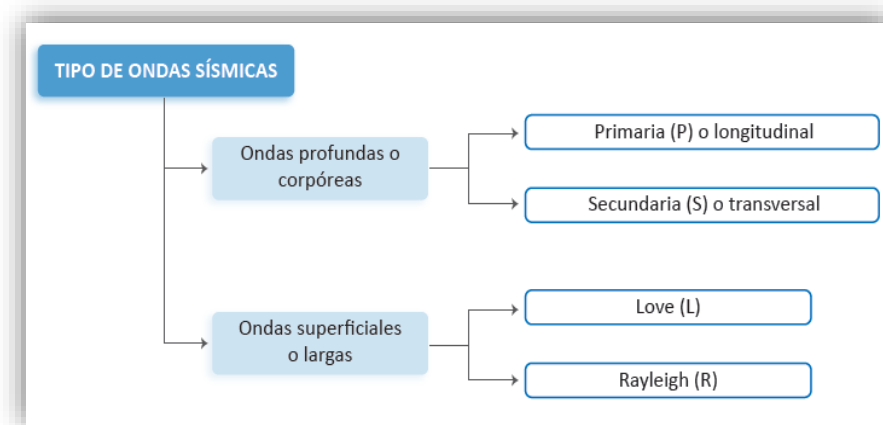 TIPO DE ONDAS SÍSMICAS
Ondas profundas o
corpóreas
Primaria (P) o longitudinal
Secundaria (S) o transversal
Ondas superficiales
o largas
Love (L)
Rayleigh (R)